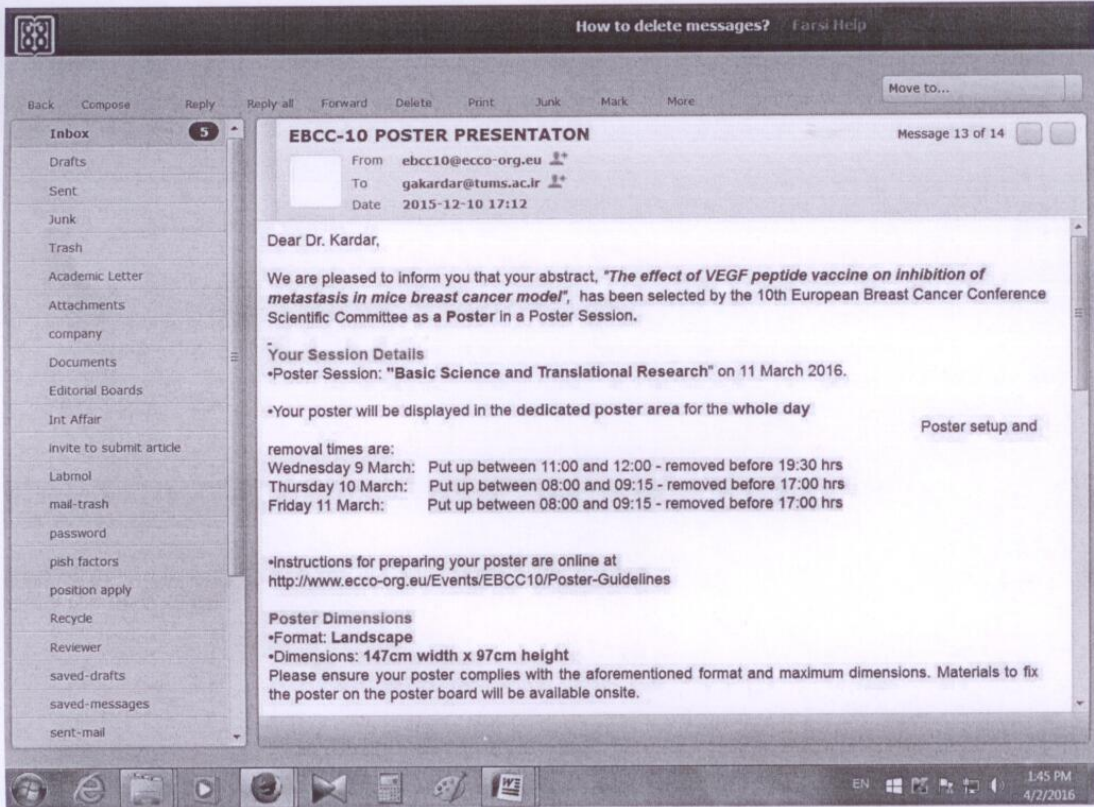 How to delete messages? Farsi Help
Move to...
Back Compose Reply Reply all Forward Delete Print Junk Mark More
Inbox 5
Drafts
Sent
Junk
Trash
Academic Letter
Attachments
company
Documents
Editorial Boards
Int Affair
invite to submit article
Labmol
mail-trash
password
pish factors
position apply
Recycle
Reviewer
saved-drafts
saved-messages
sent-mail
EBCC-10 POSTER PRESENTATON
Message 13 of 14
From ebcc10@ecco-org.eu
To gakardar@tums.ac.ir
Date 2015-12-10 17:12
Dear Dr. Kardar,
We are pleased to inform you that your abstract, "The effect of VEGF peptide vaccine on inhibition of
metastasis in mice breast cancer model", has been selected by the 10th European Breast Cancer Conference
Scientific Committee as a Poster in a Poster Session.
-
Your Session Details
•Poster Session: "Basic Science and Translational Research" on 11 March 2016.
•Your poster will be displayed in the dedicated poster area for the whole day
Poster setup and
removal times are:
Wednesday 9 March: Put up between 11:00 and 12:00 - removed before 19:30 hrs
Thursday 10 March: Put up between 08:00 and 09:15 - removed before 17:00 hrs
Friday 11 March: Put up between 08:00 and 09:15 - removed before 17:00 hrs
•Instructions for preparing your poster are online at
http://www.ecco-org.eu/Events/EBCC10/Poster-Guidelines
Poster Dimensions
•Format: Landscape
•Dimensions: 147cm width x 97cm height
Please ensure your poster complies with the aforementioned format and maximum dimensions. Materials to fix
the poster on the poster board will be available onsite.
EN
1:45 PM
4/2/2016